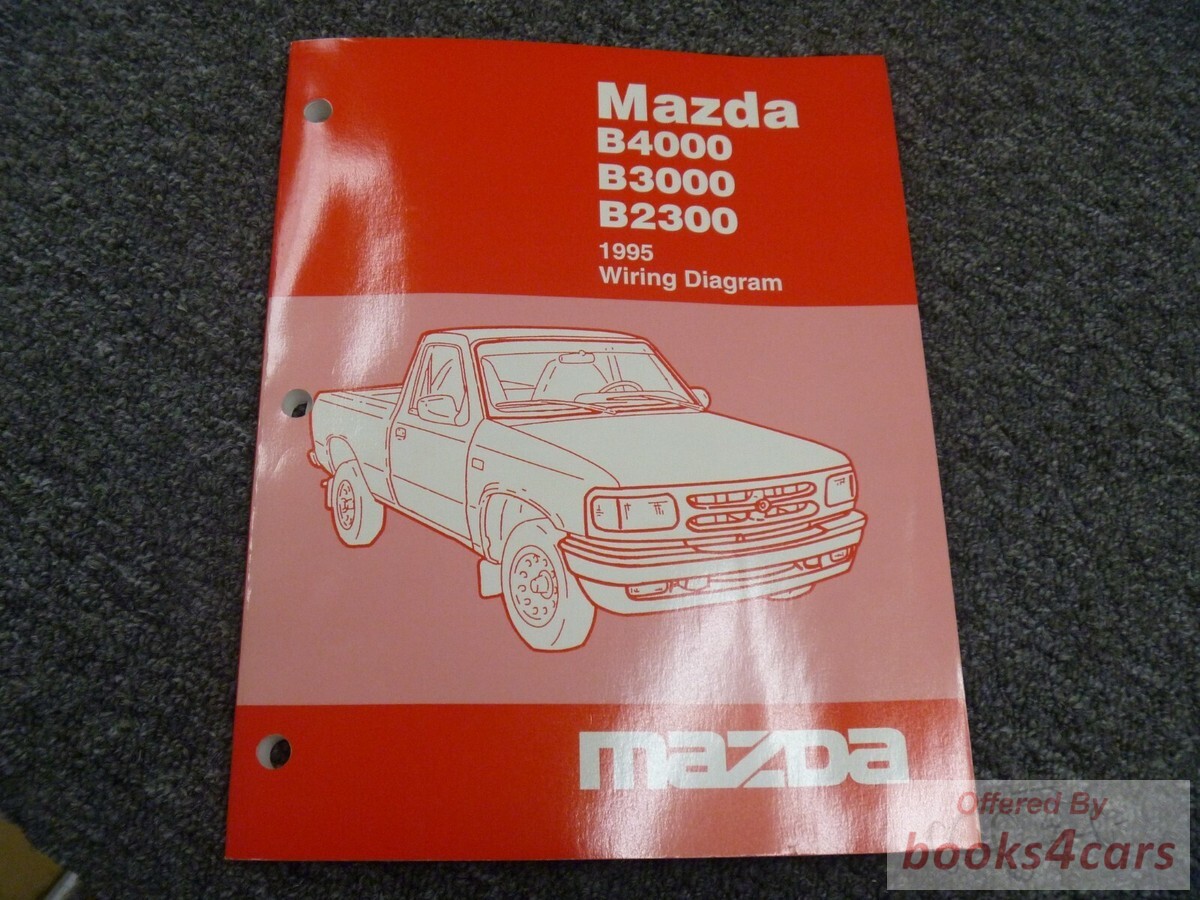 Mazda
B4000
B3000
B2300
1995
Wiring Diagram
mazda
Offered By
books4cars